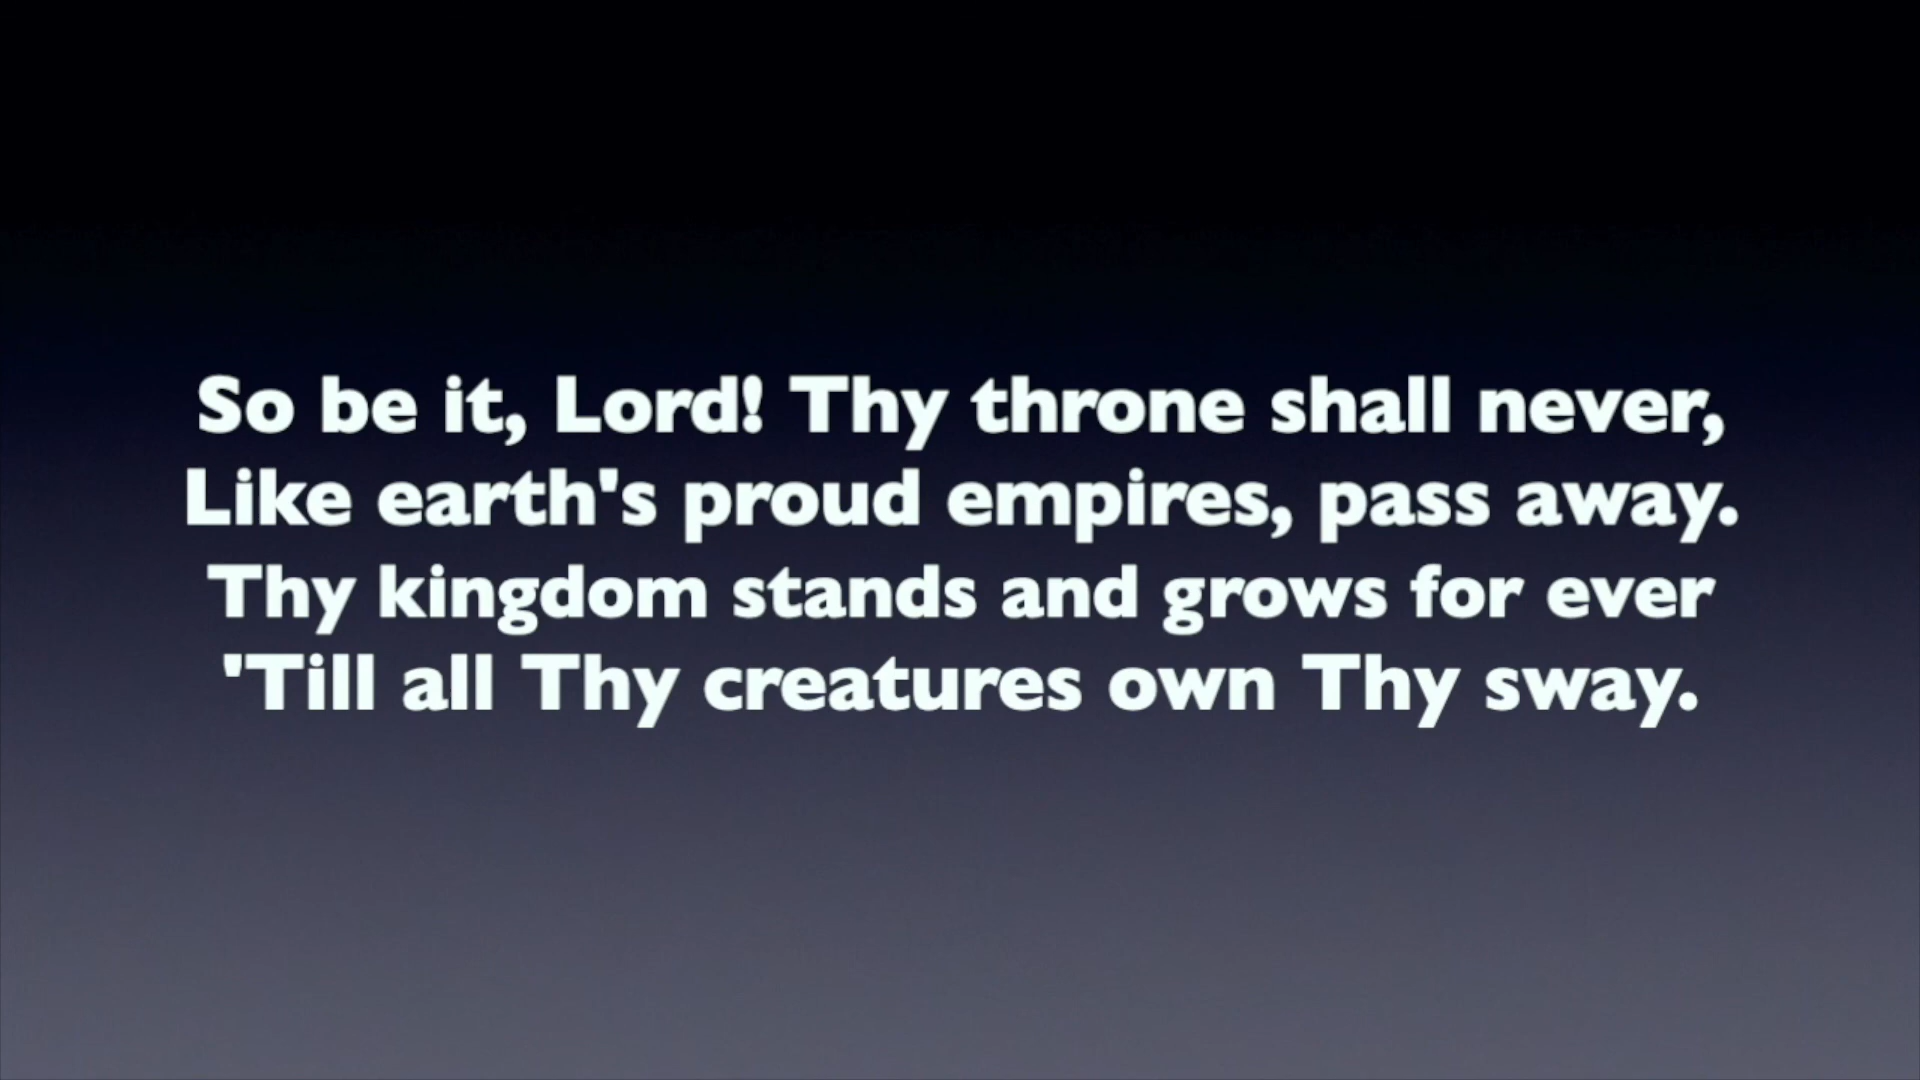 So be it, Lord! Thy throne shall never,
Like earth's proud empires, pass away.
Thy kingdom stands and grows for ever
'Till all Thy creatures own Thy sway.